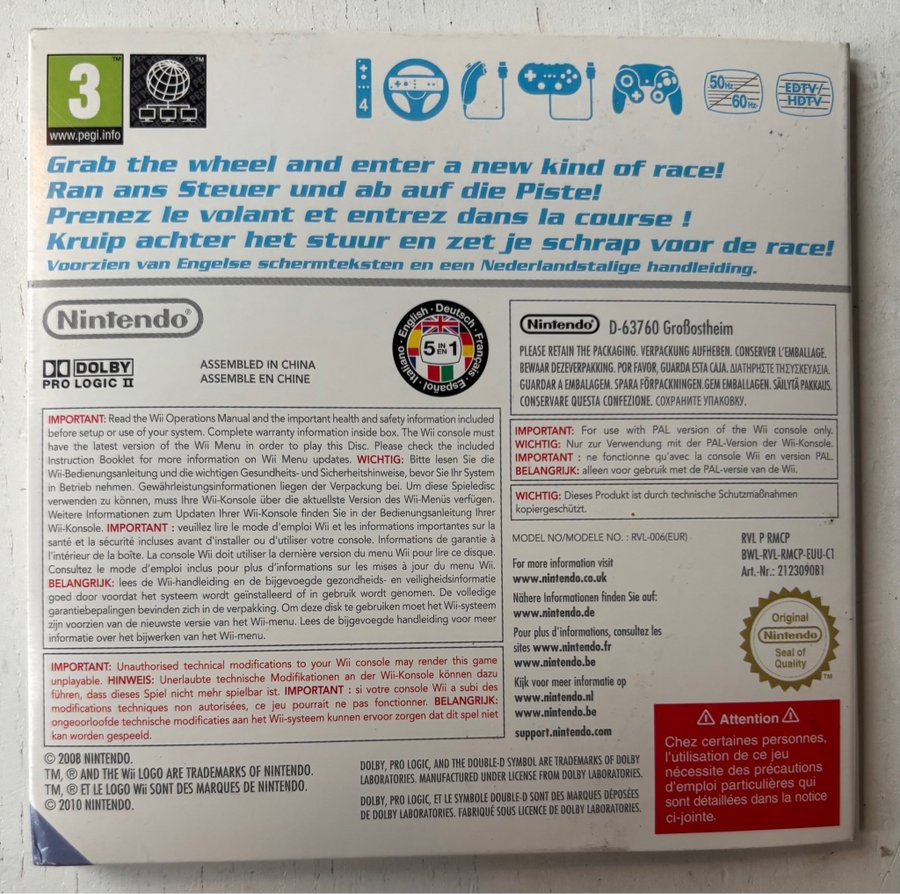 3
™
www.pegi.info
™
4
50Hz
60Hz
EDTV/
HDTV
Grab the wheel and enter a new kind of race!
Ran ans Steuer und ab auf die Piste!
Prenez le volant et entrez dans la course !
Kruip achter het stuur en zet je schrap voor de race!
Voorzien van Engelse schermteksten en een Nederlandstalige handleiding.
Nintendo®
DOLBY
PRO LOGIC II
ASSEMBLED IN CHINA
ASSEMBLE EN CHINE
English · Deutsch · Français · Español · Italiano ·
5 IN EN 1
Nintendo® D-63760 Großostheim
PLEASE RETAIN THE PACKAGING. VERPACKUNG AUFHEBEN. CONSERVER L'EMBALLAGE.
BEWAAR DEZEVERPAKKING. POR FAVOR, GUARDA ESTA CAJA. ΔΙΑΤΗΡΗΣΤΕ ΤΗΣΥΣΚΕΥΑΣΙΑ.
GUARDAR A EMBALAGEM. SPARA FÖRPACKNINGEN.GEM EMBALLAGEN. SÄILYTÄ PAKKAUS.
CONSERVARE QUESTA CONFEZIONE. СОХРАНИТЕ УПАКОВКУ.
IMPORTANT: Read the Wii Operations Manual and the important health and safety information included
before setup or use of your system. Complete warranty information inside box. The Wii console must
have the latest version of the Wii Menu in order to play this Disc. Please check the included
Instruction Booklet for more information on Wii Menu updates. WICHTIG: Bitte lesen Sie die
Wii-Bedienungsanleitung und die wichtigen Gesundheits- und Sicherheitshinweise, bevor Sie Ihr System
in Betrieb nehmen. Gewährleistungsinformationen liegen der Verpackung bei. Um diese Spieledisc
verwenden zu können, muss Ihre Wii-Konsole über die aktuellste Version des Wii-Menüs verfügen.
Weitere Informationen zum Updaten Ihrer Wii-Konsole finden Sie in der Bedienungsanleitung Ihrer
Wii-Konsole. IMPORTANT : veuillez lire le mode d'emploi Wii et les informations importantes sur la
santé et la sécurité incluses avant d'installer ou d'utiliser votre console. Informations de garantie à
l'intérieur de la boîte. La console Wii doit utiliser la dernière version du menu Wii pour lire ce disque.
Consultez le mode d'emploi inclus pour plus d'informations sur les mises à jour du menu Wii.
BELANGRIJK: lees de Wii-handleiding en de bijgevoegde gezondheids- en veiligheidsinformatie
goed door voordat het systeem wordt geïnstalleerd of in gebruik wordt genomen. De volledige
garantiebepalingen bevinden zich in de verpakking. Om deze disk te gebruiken moet het Wii-systeem
zijn voorzien van de nieuwste versie van het Wii-menu. Lees de bijgevoegde handleiding voor meer
informatie over het bijwerken van het Wii-menu.
IMPORTANT: For use with PAL version of the Wii console only.
WICHTIG: Nur zur Verwendung mit der PAL-Version der Wii-Konsole.
IMPORTANT : ne fonctionne qu'avec la console Wii en version PAL.
BELANGRIJK: alleen voor gebruik met de PAL-versie van de Wii.
WICHTIG: Dieses Produkt ist durch technische Schutzmaßnahmen
kopiergeschützt.
MODEL NO/MODELE NO. : RVL-006(EUR)
RVL P RMCP
BWL-RVL-RMCP-EUU-C1
Art.-Nr.: 2123090B1
For more information visit
www.nintendo.co.uk
Nähere Informationen finden Sie auf:
www.nintendo.de
Pour plus d'informations, consultez les
sites www.nintendo.fr
www.nintendo.be
Kijk voor meer informatie op
www.nintendo.nl
www.nintendo.be
support.nintendo.com
Original
Nintendo
Seal of
Quality
TM
IMPORTANT: Unauthorised technical modifications to your Wii console may render this game
unplayable. HINWEIS: Unerlaubte technische Modifikationen an der Wii-Konsole können dazu
führen, dass dieses Spiel nicht mehr spielbar ist. IMPORTANT : si votre console Wii a subi des
modifications techniques non autorisées, ce jeu pourrait ne pas fonctionner. BELANGRIJK:
ongeoorloofde technische modificaties aan het Wii-systeem kunnen ervoor zorgen dat dit spel niet
kan worden gespeeld.
Attention
Chez certaines personnes,
l'utilisation de ce jeu
nécessite des précautions
d'emploi particulières qui
sont détaillées dans la notice
ci-jointe.
© 2008 NINTENDO.
TM, ® AND THE Wii LOGO ARE TRADEMARKS OF NINTENDO.
TM, ® ET LE LOGO Wii SONT DES MARQUES DE NINTENDO.
© 2010 NINTENDO.
DOLBY, PRO LOGIC, AND THE DOUBLE-D SYMBOL ARE TRADEMARKS OF DOLBY
LABORATORIES. MANUFACTURED UNDER LICENSE FROM DOLBY LABORATORIES.
DOLBY, PRO LOGIC, ET LE SYMBOLE DOUBLE-D SONT DES MARQUES DÉPOSÉES
DE DOLBY LABORATORIES. FABRIQUÉ SOUS LICENCE DE DOLBY LABORATORIES.